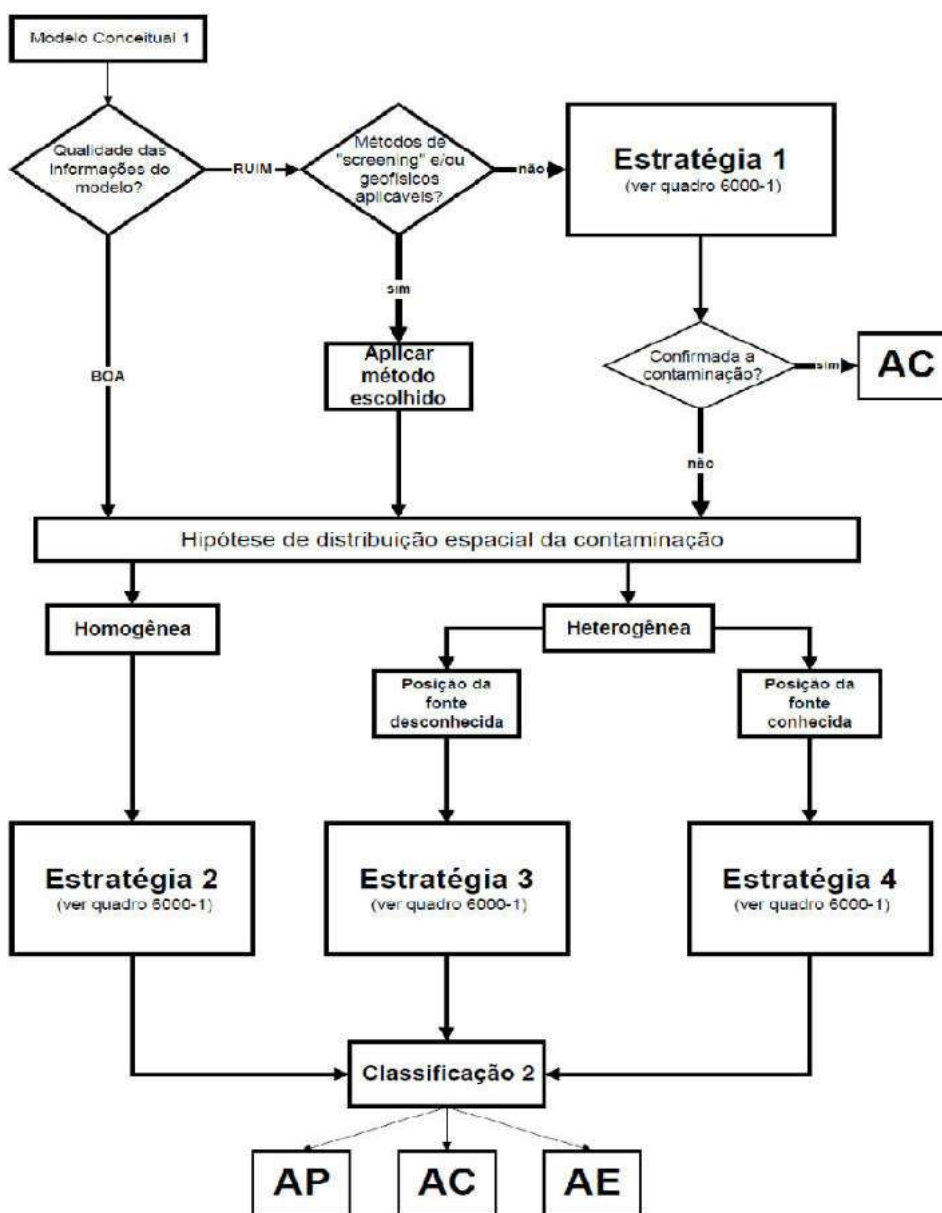 Modelo Conceitual 1
Qualidade das
informações do
modelo?
RUIM
Métodos de
"screening" e/ou
geofísicos
aplicáveis?
não
Estratégia 1
(ver quadro 6000-1)
sim
BOA
Aplicar
método
escolhido
Confirmada a
contaminação?
sim
AC
não
Hipótese de distribuição espacial da contaminação
Homogênea
Heterogênea
Posição da
fonte
desconhecida
Posição da
fonte
conhecida
Estratégia 2
(ver quadro 6000-1)
Estratégia 3
(ver quadro 6000-1)
Estratégia 4
(ver quadro 6000-1)
Classificação 2
AP
AC
AE